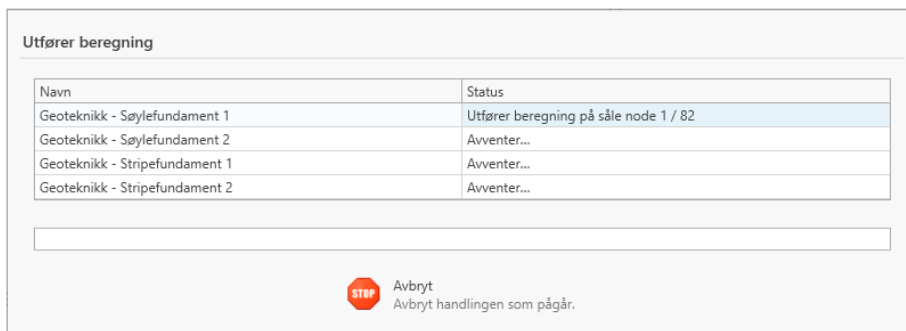 Utfører beregning
Navn Status
Geoteknikk - Søylefundament 1 Utfører beregning på såle node 1 / 82
Geoteknikk - Søylefundament 2 Avventer...
Geoteknikk - Stripefundament 1 Avventer...
Geoteknikk - Stripefundament 2 Avventer...
STOP Avbryt
Avbryt handlingen som pågår.